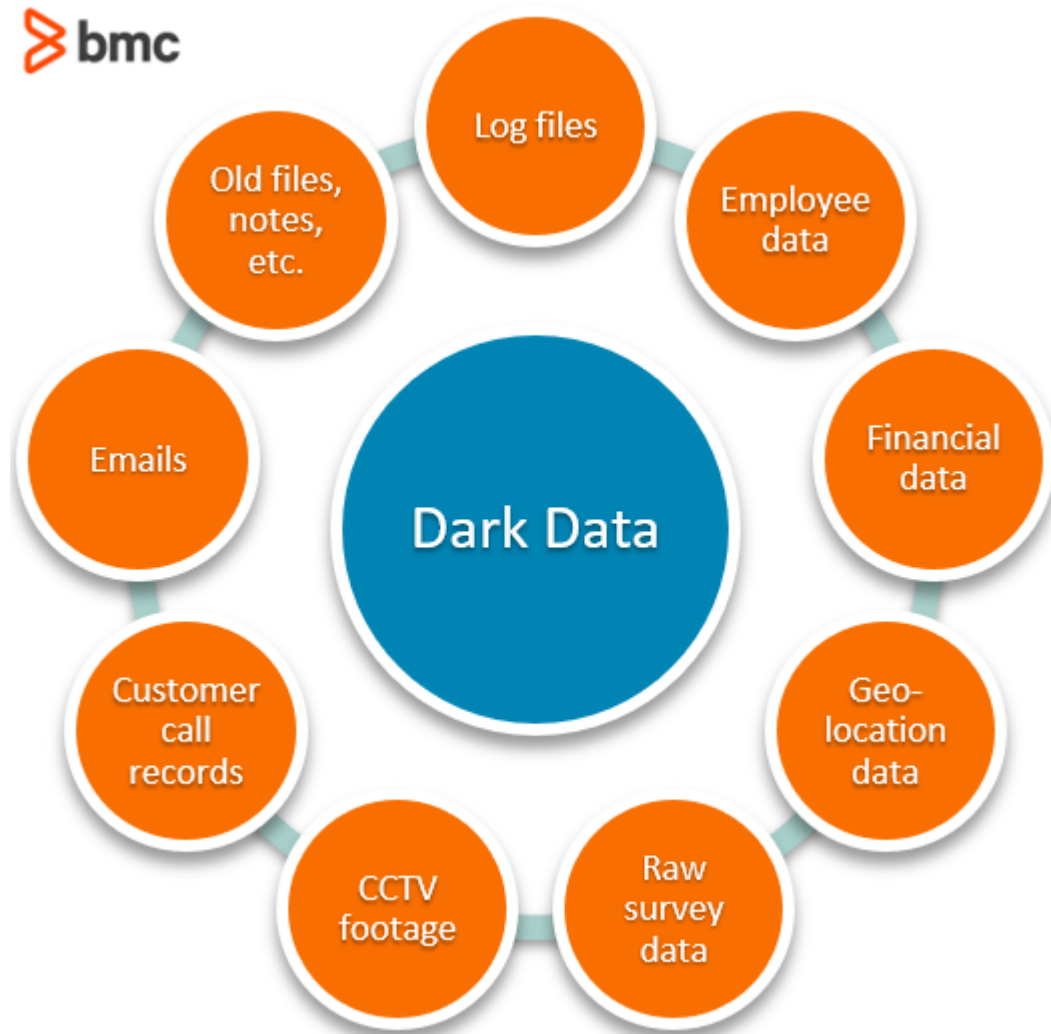 bmc
Log files
Employee
data
Financial
data
Geo-
location
data
Raw
survey
data
CCTV
footage
Customer
call
records
Emails
Old files,
notes,
etc.
Dark Data